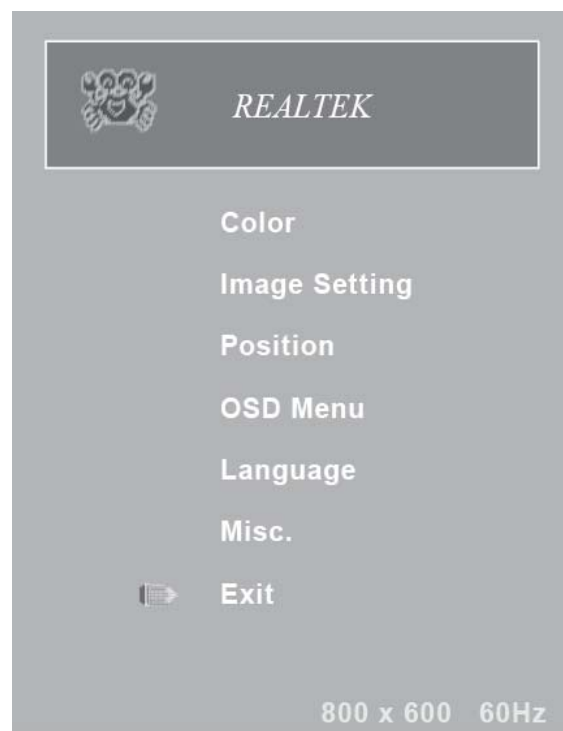 REALTEK
Color
Image Setting
Position
OSD Menu
Language
Misc.
Exit
800 x 600 60Hz